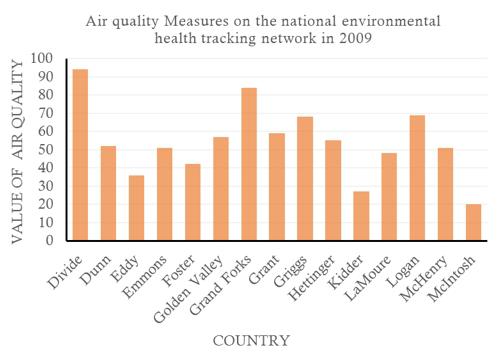 Air quality Measures on the national environmental
health tracking network in 2009
VALUE OF AIR QUALITY
100
90
80
70
60
50
40
30
20
10
0
Divide
Dunn
Eddy
Emmons
Foster
Golden Valley
Grand Forks
Grant
Griggs
Hettinger
Kidder
LaMoure
Logan
McHenry
McIntosh
COUNTRY